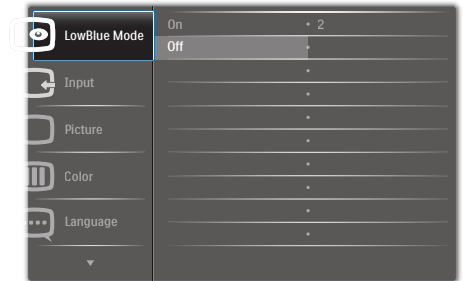 LowBlue Mode
On • 2
Off •
Input
Picture
Color
Language